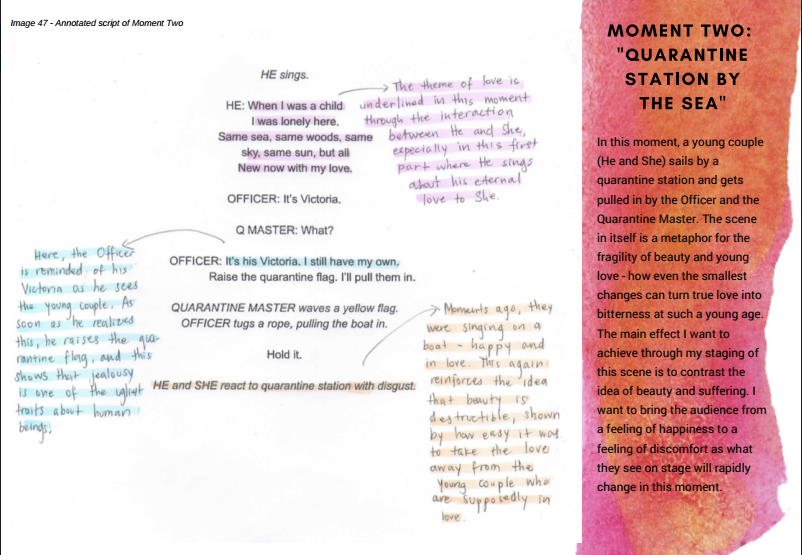 Image 47 - Annotated script of Moment Two
HE sings.
HE: When I was a child
I was lonely here.
Same sea, same woods, same
sky, same sun, but all
New now with my love.
OFFICER: It's Victoria.
Q MASTER: What?
OFFICER: It's his Victoria. I still have my own,
Raise the quarantine flag. I'll pull them in.
QUARANTINE MASTER waves a yellow flag.
OFFICER tugs a rope, pulling the boat in.
Hold it.
HE and SHE react to quarantine station with disgust.
The theme of love is
underlined in this moment
through the interaction
between He and She,
especially in this first
part where He sings
about his eternal
love to She.
Here, the Officer
is reminded of his
Victoria as he sees
the young couple. As
soon as he realizes
this, he raises the qua-
rantine flag, and this
shows that jealousy
is one of the ugliest
traits about human
beings.
Moments ago, they
were singing on a
boat - happy and
in love. This again
reinforces the idea
that beauty is
destructible, shown
by how easy it was
to take the love
away from the
young couple who
are supposedly in
love.
MOMENT TWO:
"QUARANTINE
STATION BY
THE SEA"
In this moment, a young couple
(He and She) sails by a
quarantine station and gets
pulled in by the Officer and the
Quarantine Master. The scene
in itself is a metaphor for the
fragility of beauty and young
love - how even the smallest
changes can turn true love into
bitterness at such a young age.
The main effect I want to
achieve through my staging of
this scene is to contrast the
idea of beauty and suffering. I
want to bring the audience from
a feeling of happiness to a
feeling of discomfort as what
they see on stage will rapidly
change in this moment.